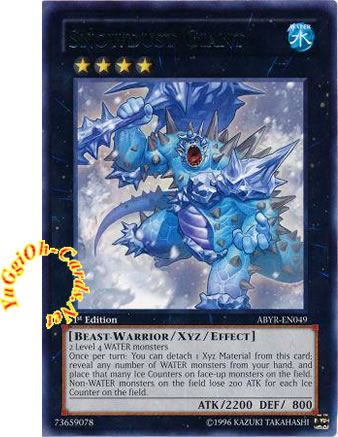 SNOWDUST GIANT
WATER
水
YuGgiOh-Cards.Net
1st Edition
ABYR-EN049
[BEAST-WARRIOR/XYZ/EFFECT]
2 Level 4 WATER monsters
Once per turn: You can detach 1 Xyz Material from this card;
reveal any number of WATER monsters from your hand, and
place that many Ice Counters on face-up monsters on the field.
Non-WATER monsters on the field lose 200 ATK for each Ice
Counter on the field.
ATK/2200 DEF/ 800
73659078
©1996 KAZUKI TAKAHASHI